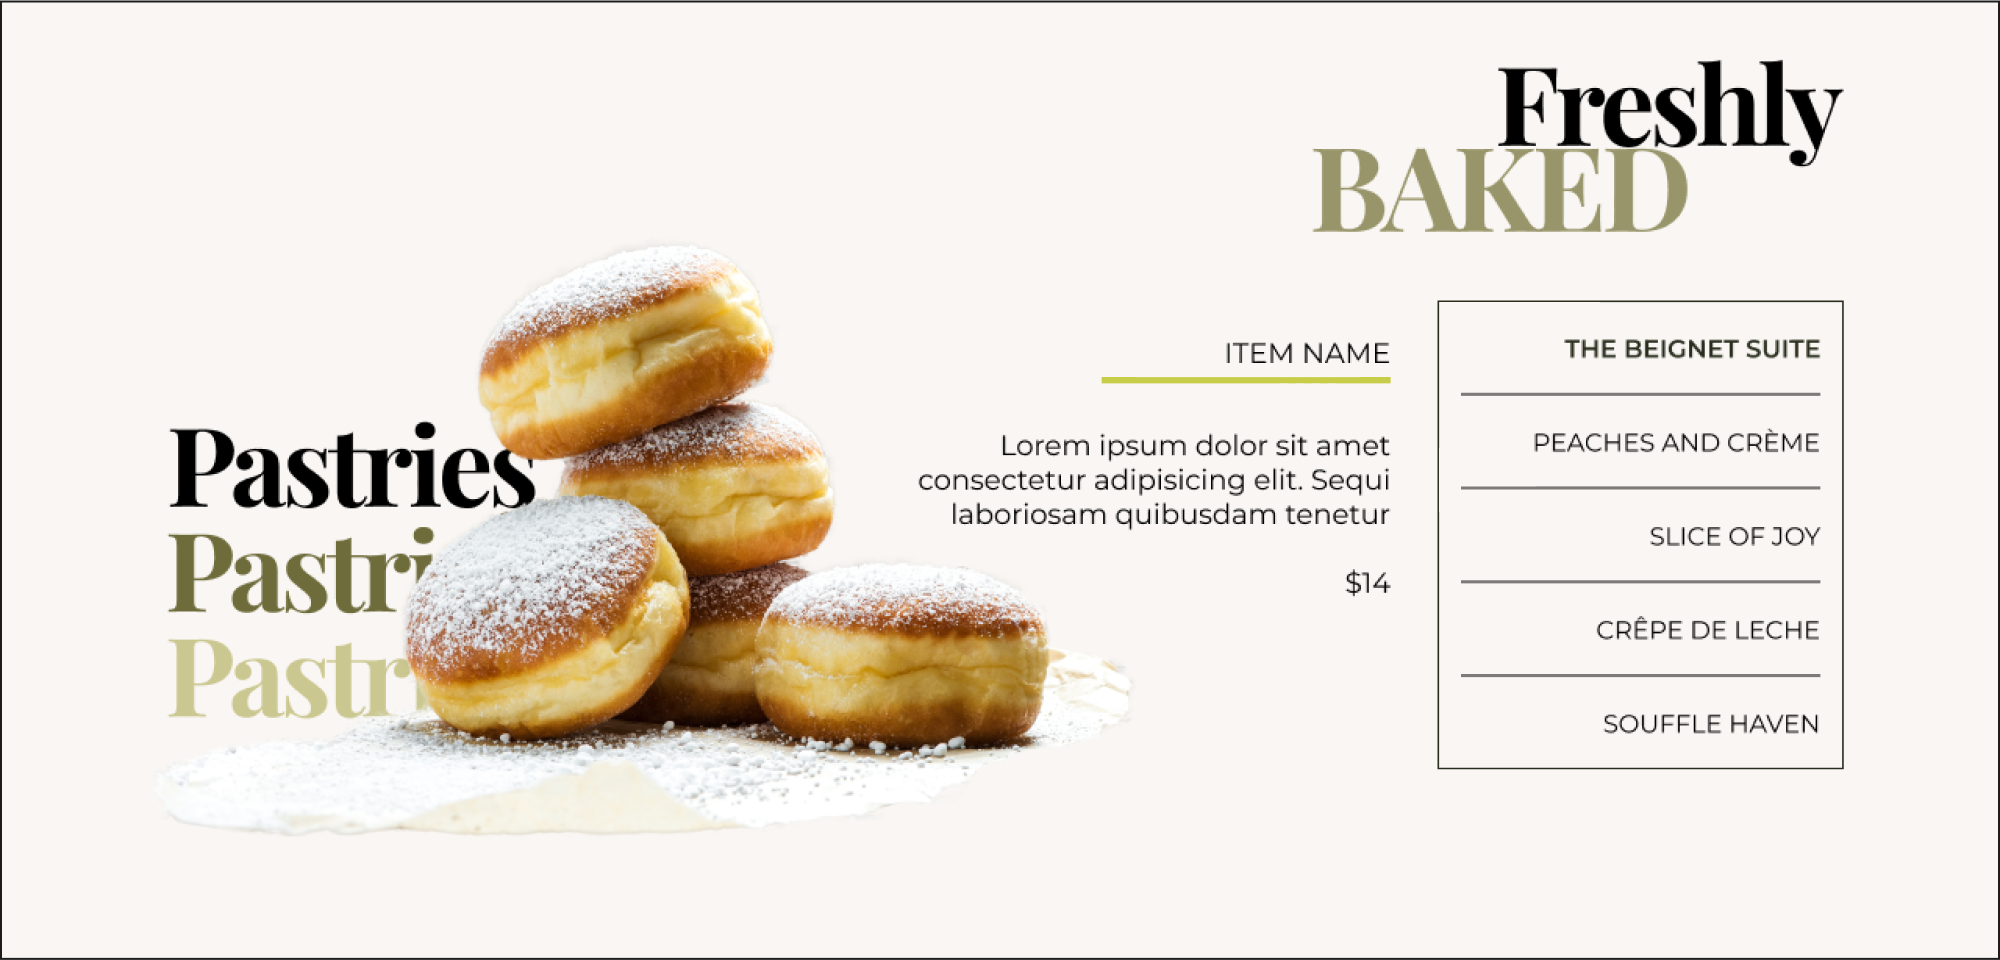 Freshly
BAKED
Pastries
Pastri
Pastr
ITEM NAME
Lorem ipsum dolor sit amet
consectetur adipisicing elit. Sequi
laboriosam quibusdam tenetur
$14
THE BEIGNET SUITE
PEACHES AND CRÈME
SLICE OF JOY
CRÊPE DE LECHE
SOUFFLE HAVEN